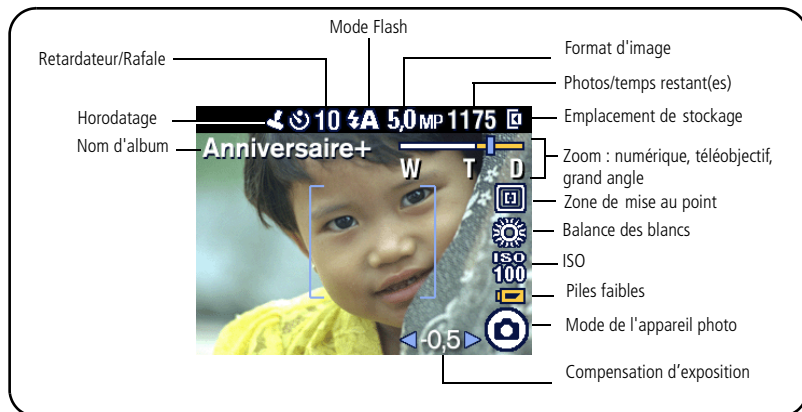 Mode Flash
Retardateur/Rafale
Format d'image
Photos/temps restant(es)
Horodatage
10 A 5,0 MP 1175
Emplacement de stockage
Nom d'album
Anniversaire+
W T D
Zoom : numérique, téléobjectif,
grand angle
Zone de mise au point
Balance des blancs
ISO
100
ISO
Piles faibles
Mode de l'appareil photo
-0,5
Compensation d'exposition